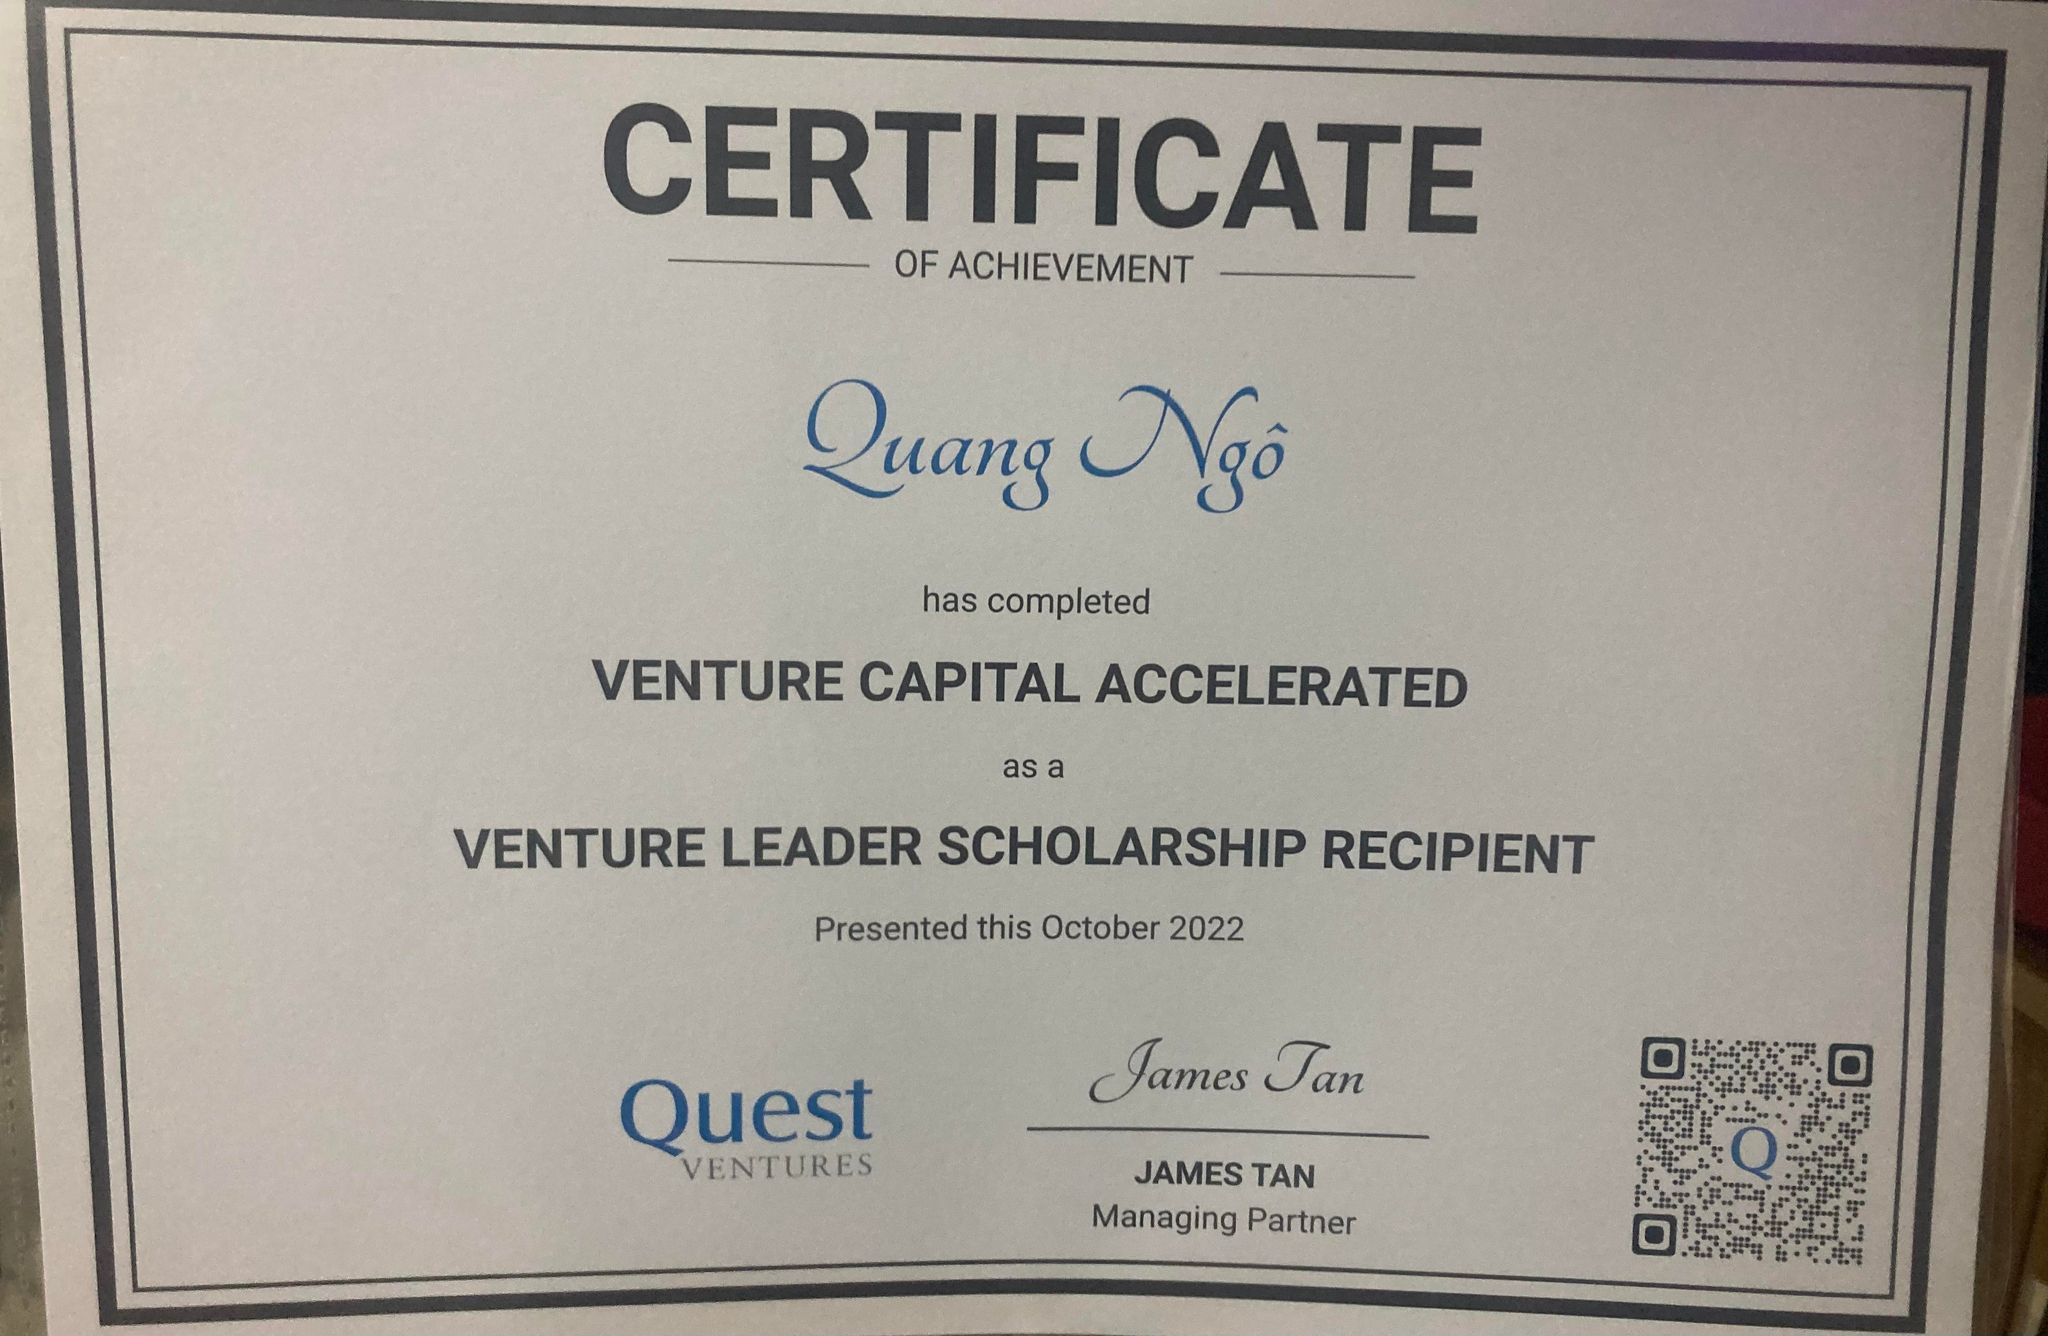 CERTIFICATE
OF ACHIEVEMENT
Quang Ngô
has completed
VENTURE CAPITAL ACCELERATED
as a
VENTURE LEADER SCHOLARSHIP RECIPIENT
Presented this October 2022
Quest
VENTURES
James Tan
JAMES TAN
Managing Partner
Q